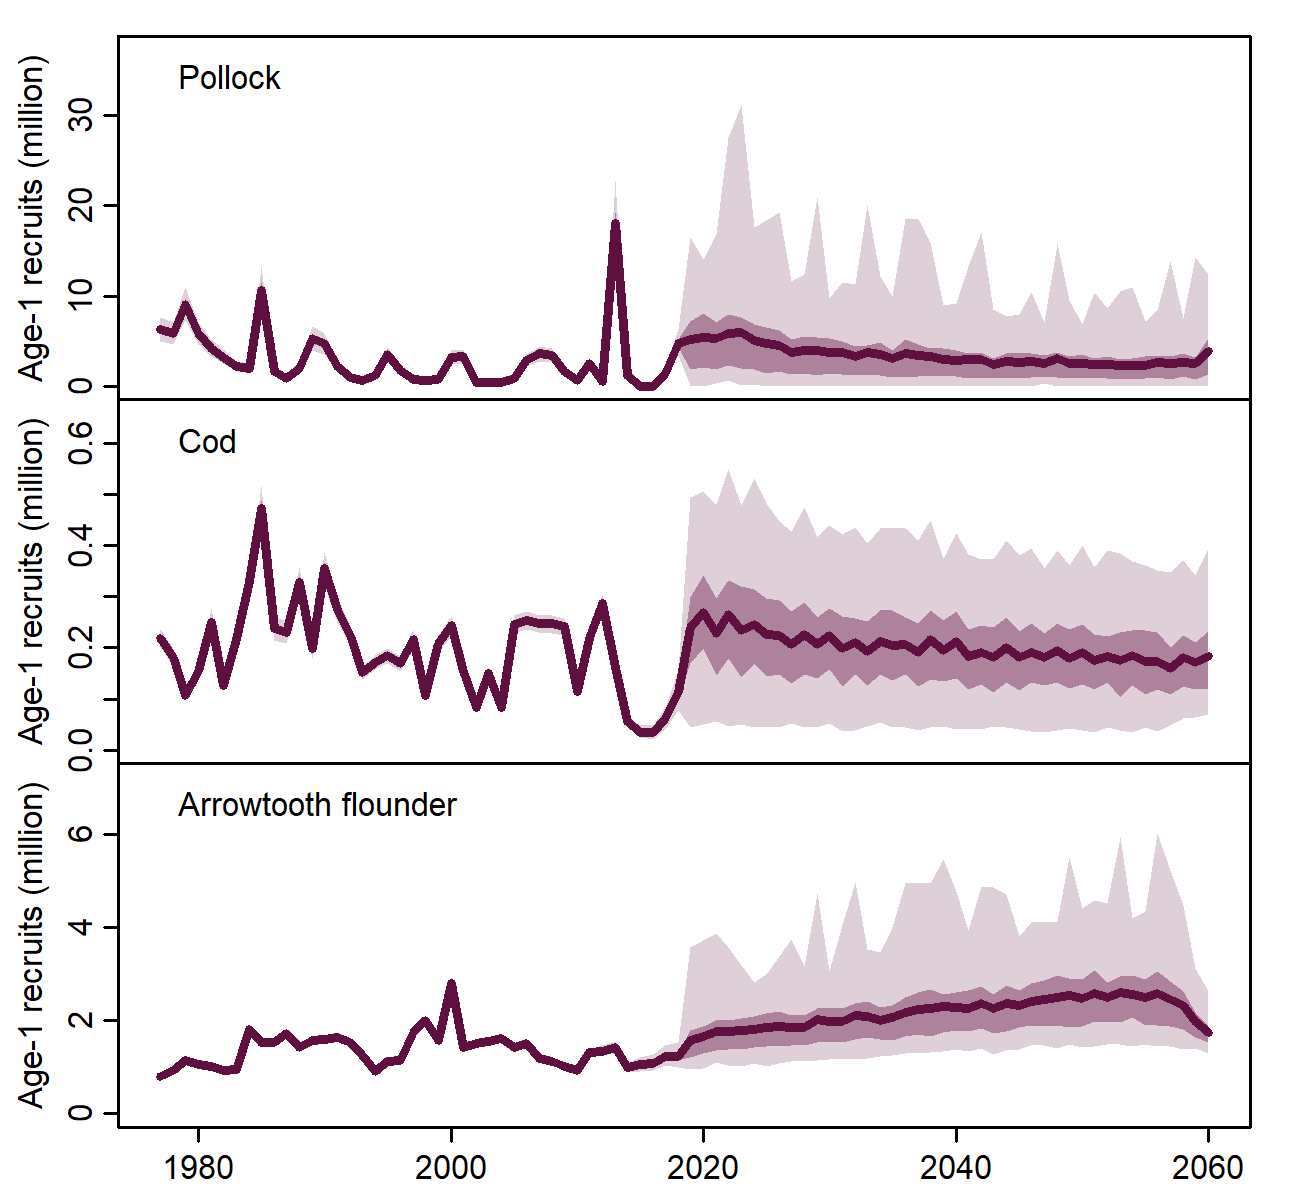 Pollock
Age-1 recruits (million)
30
20
10
0
Cod
Age-1 recruits (million)
0.6
0.4
0.2
0.0
Arrowtooth flounder
Age-1 recruits (million)
6
4
2
0
1980 2000 2020 2040 2060